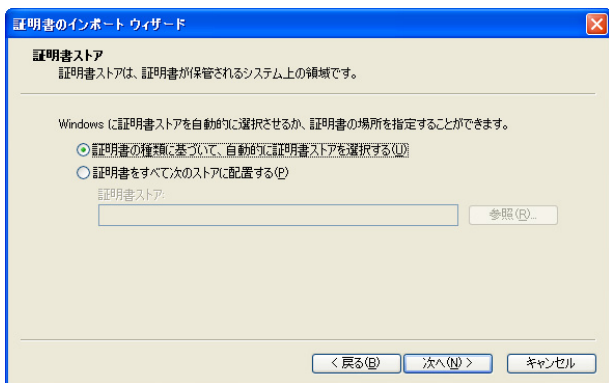 証明書のインポート ウィザード
証明書ストア
証明書ストアは、証明書が保管されるシステム上の領域です。
Windows に証明書ストアを自動的に選択させるか、証明書の場所を指定することができます。
証明書の種類に基づいて、自動的に証明書ストアを選択する(U)
証明書をすべて次のストアに配置する(P)
証明書ストア:
参照(R)...
< 戻る(B)
次へ(N) >
キャンセル